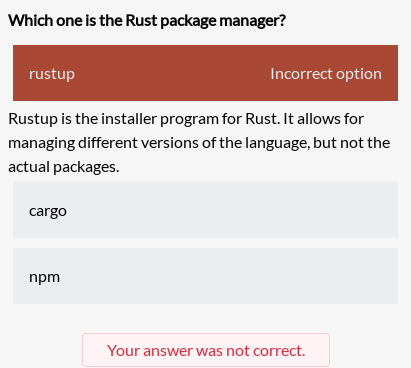 Which one is the Rust package manager?
rustup Incorrect option
Rustup is the installer program for Rust. It allows for
managing different versions of the language, but not the
actual packages.
cargo
npm
Your answer was not correct.